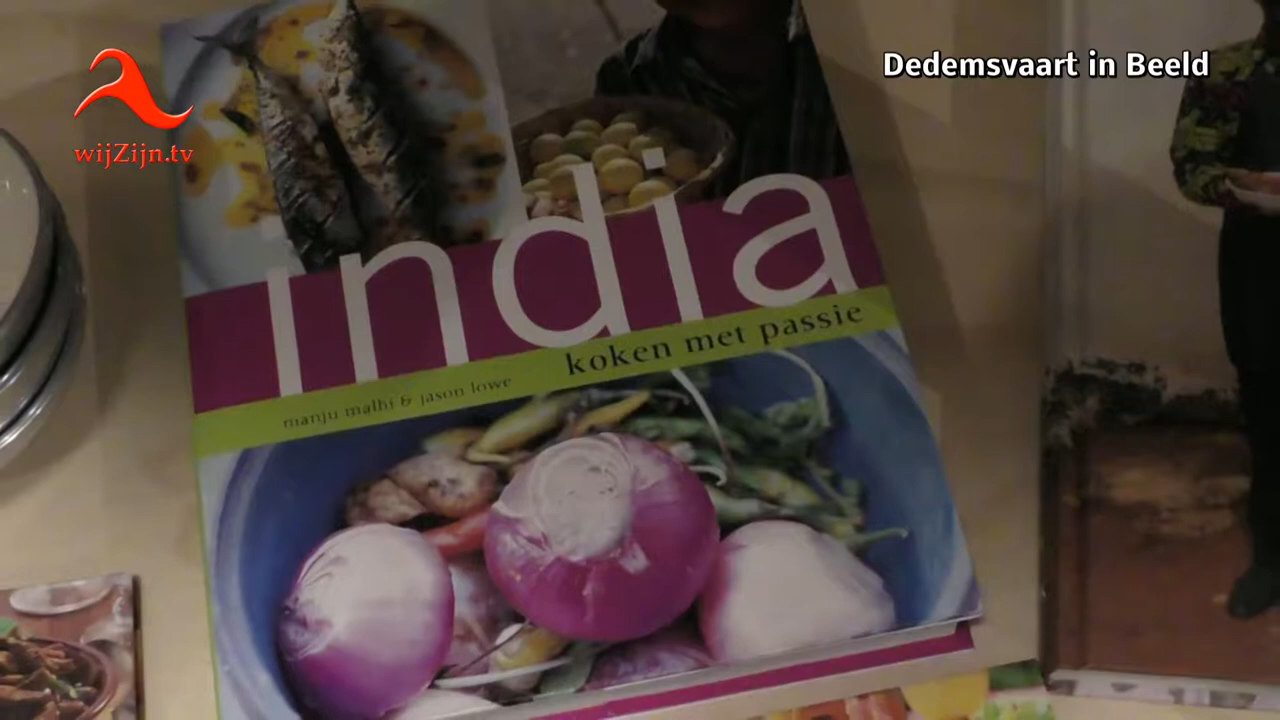 wijZijn.tv
Dedemsvaart in Beeld
india
koken met passie
manju malhi & jason lowe